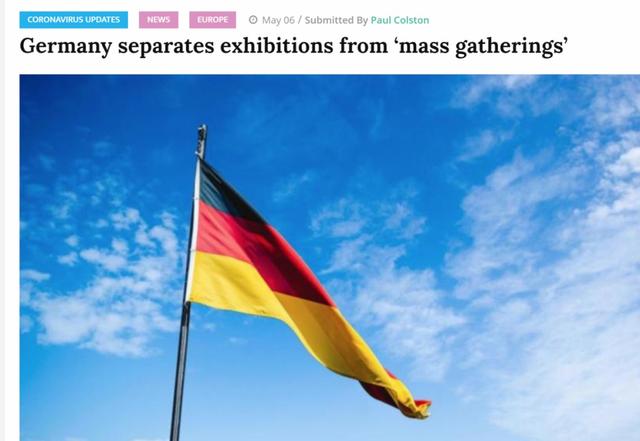 CORONAVIRUS UPDATES NEWS EUROPE May 06 / Submitted By Paul Colston
Germany separates exhibitions from ‘mass gatherings’